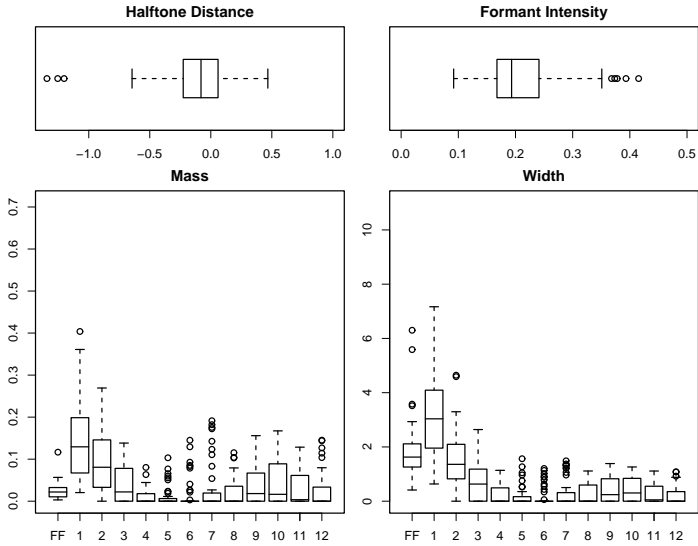 Halftone Distance
−1.0 −0.5 0.0 0.5 1.0
Formant Intensity
0.0 0.1 0.2 0.3 0.4 0.5
Mass
0.7
0.6
0.5
0.4
0.3
0.2
0.1
0.0
FF 1 2 3 4 5 6 7 8 9 10 11 12
Width
10
8
6
4
2
0
FF 1 2 3 4 5 6 7 8 9 10 11 12